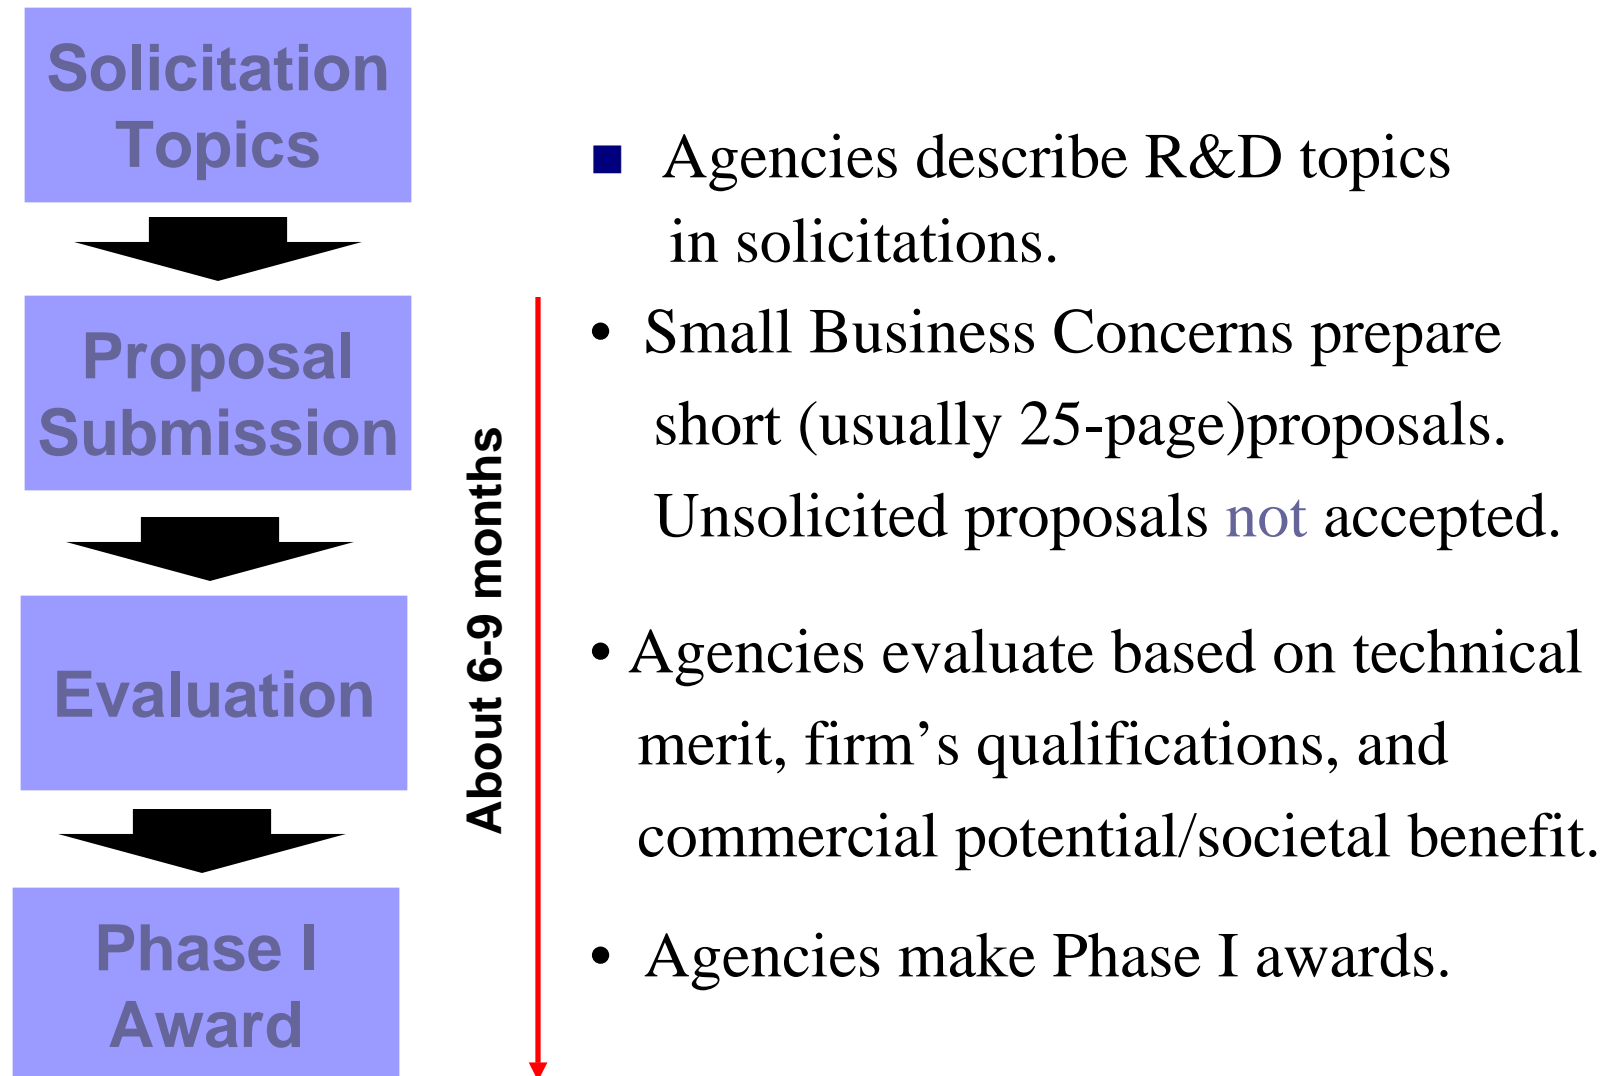 Solicitation
Topics
Proposal
Submission
Evaluation
Phase I
Award
About 6-9 months
■ Agencies describe R&D topics
in solicitations.
• Small Business Concerns prepare
short (usually 25-page)proposals.
Unsolicited proposals not accepted.
• Agencies evaluate based on technical
merit, firm’s qualifications, and
commercial potential/societal benefit.
• Agencies make Phase I awards.